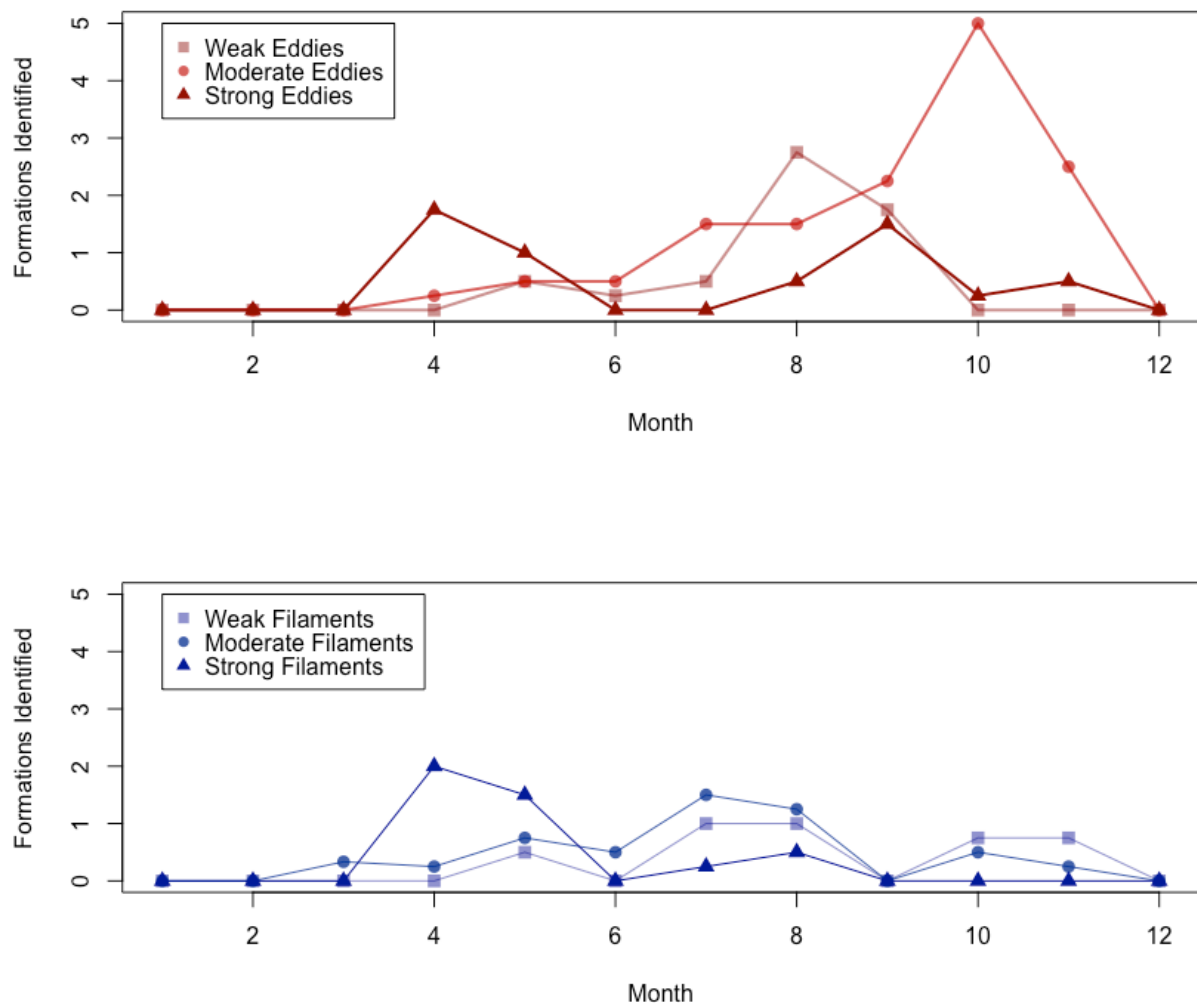 Formations Identified
5
4
3
2
1
0
Weak Eddies
Moderate Eddies
Strong Eddies
2 4 6 8 10 12
Month
Formations Identified
5
4
3
2
1
0
Weak Filaments
Moderate Filaments
Strong Filaments
2 4 6 8 10 12
Month